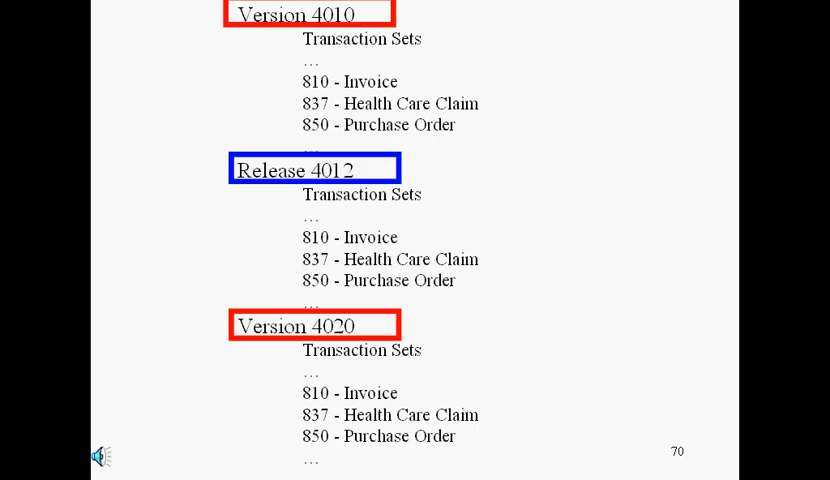 Version 4010
Transaction Sets
...
810 - Invoice
837 - Health Care Claim
850 - Purchase Order
...
Release 4012
Transaction Sets
...
810 - Invoice
837 - Health Care Claim
850 - Purchase Order
...
Version 4020
Transaction Sets
...
810 - Invoice
837 - Health Care Claim
850 - Purchase Order
...
70